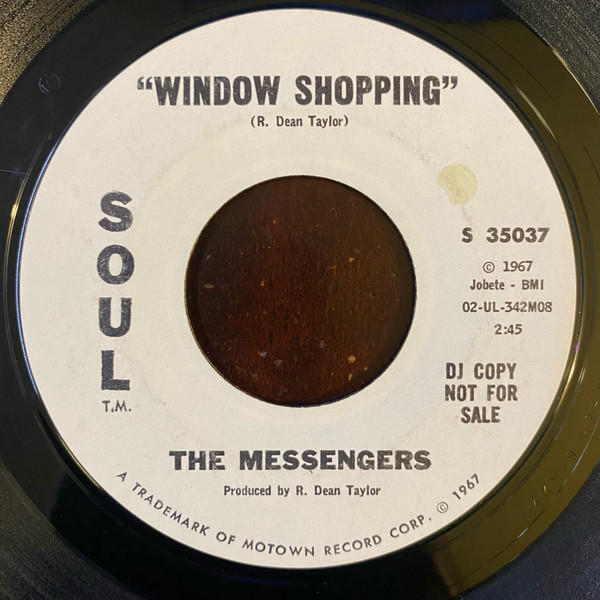 "WINDOW SHOPPING"
(R. Dean Taylor)
SOUL
T.M.
S 35037
© 1967
Jobete - BMI
02-UL-342M08
2:45
DJ COPY
NOT FOR
SALE
THE MESSENGERS
Produced by R. Dean Taylor
A TRADEMARK OF MOTOWN RECORD CORP. © 1967